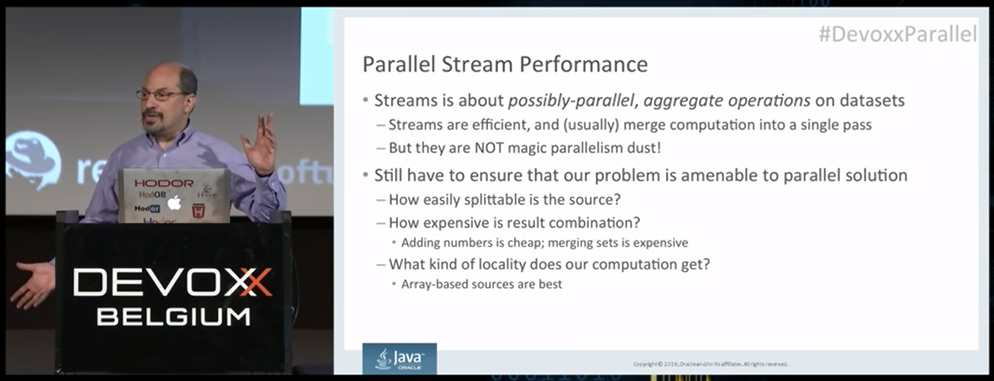 #DevoxxParallel
Parallel Stream Performance
• Streams is about possibly-parallel, aggregate operations on datasets
– Streams are efficient, and (usually) merge computation into a single pass
– But they are NOT magic parallelism dust!
• Still have to ensure that our problem is amenable to parallel solution
– How easily splittable is the source?
– How expensive is result combination?
• Adding numbers is cheap; merging sets is expensive
– What kind of locality does our computation get?
• Array-based sources are best
Java
ORACLE
Copyright © 2014, Oracle and/or its affiliates. All rights reserved.
HODOR
HodOR
Hodor
Hodor
DEVOXX
BELGIUM